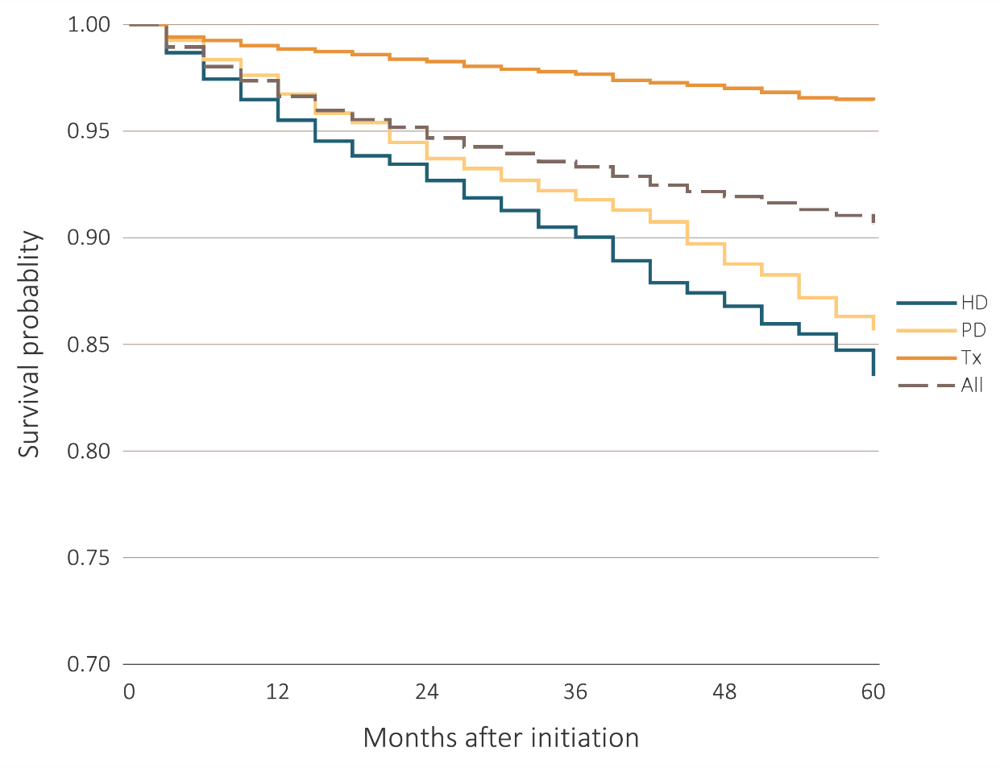 1.00
0.95
0.90
0.85
0.80
0.75
0.70
Survival probablity
0
12
24
36
48
60
Months after initiation
HD
PD
Tx
All